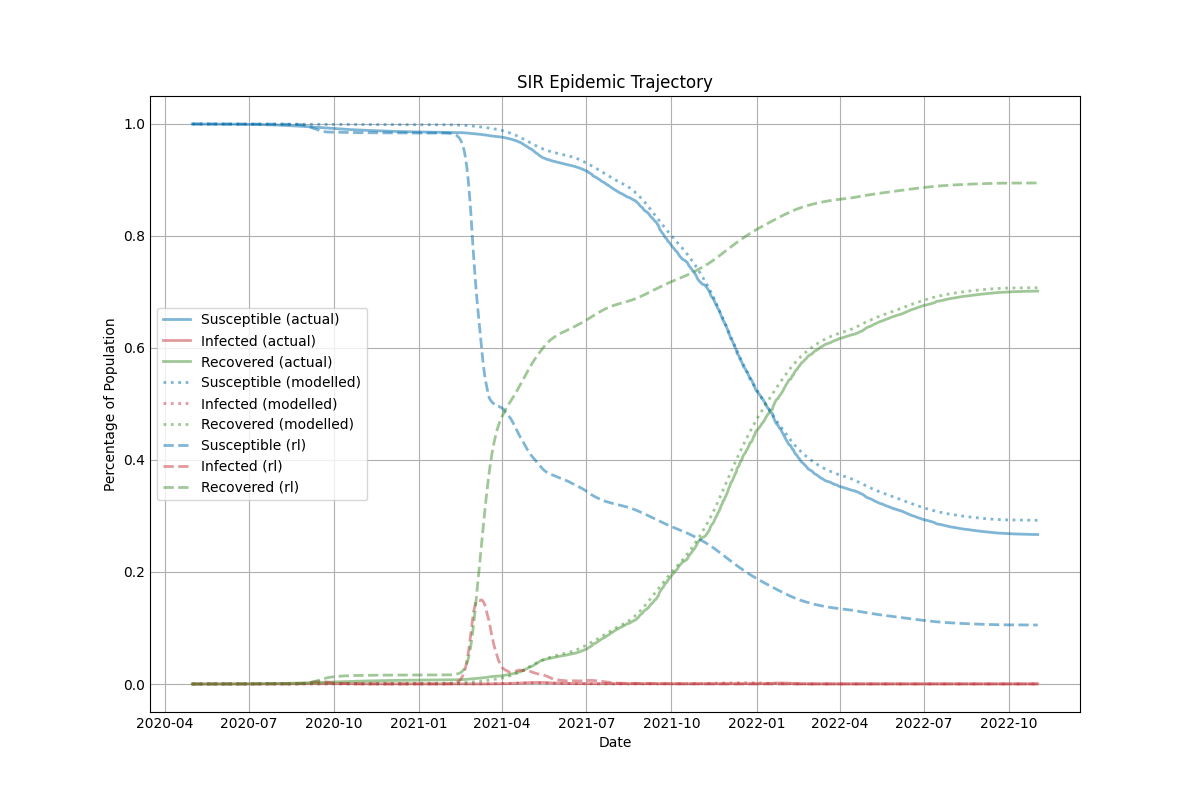 SIR Epidemic Trajectory
Percentage of Population
1.0
0.8
0.6
0.4
0.2
0.0
Susceptible (actual)
Infected (actual)
Recovered (actual)
Susceptible (modelled)
Infected (modelled)
Recovered (modelled)
Susceptible (rl)
Infected (rl)
Recovered (rl)
2020-04 2020-07 2020-10 2021-01 2021-04 2021-07 2021-10 2022-01 2022-04 2022-07 2022-10
Date